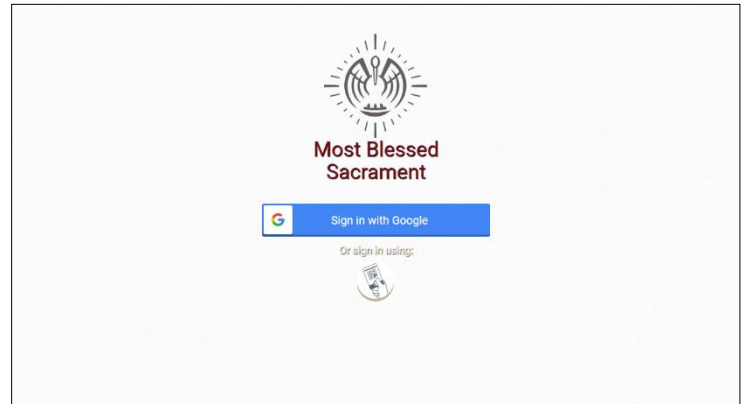 Most Blessed
Sacrament
Sign in with Google
Or sign in using: